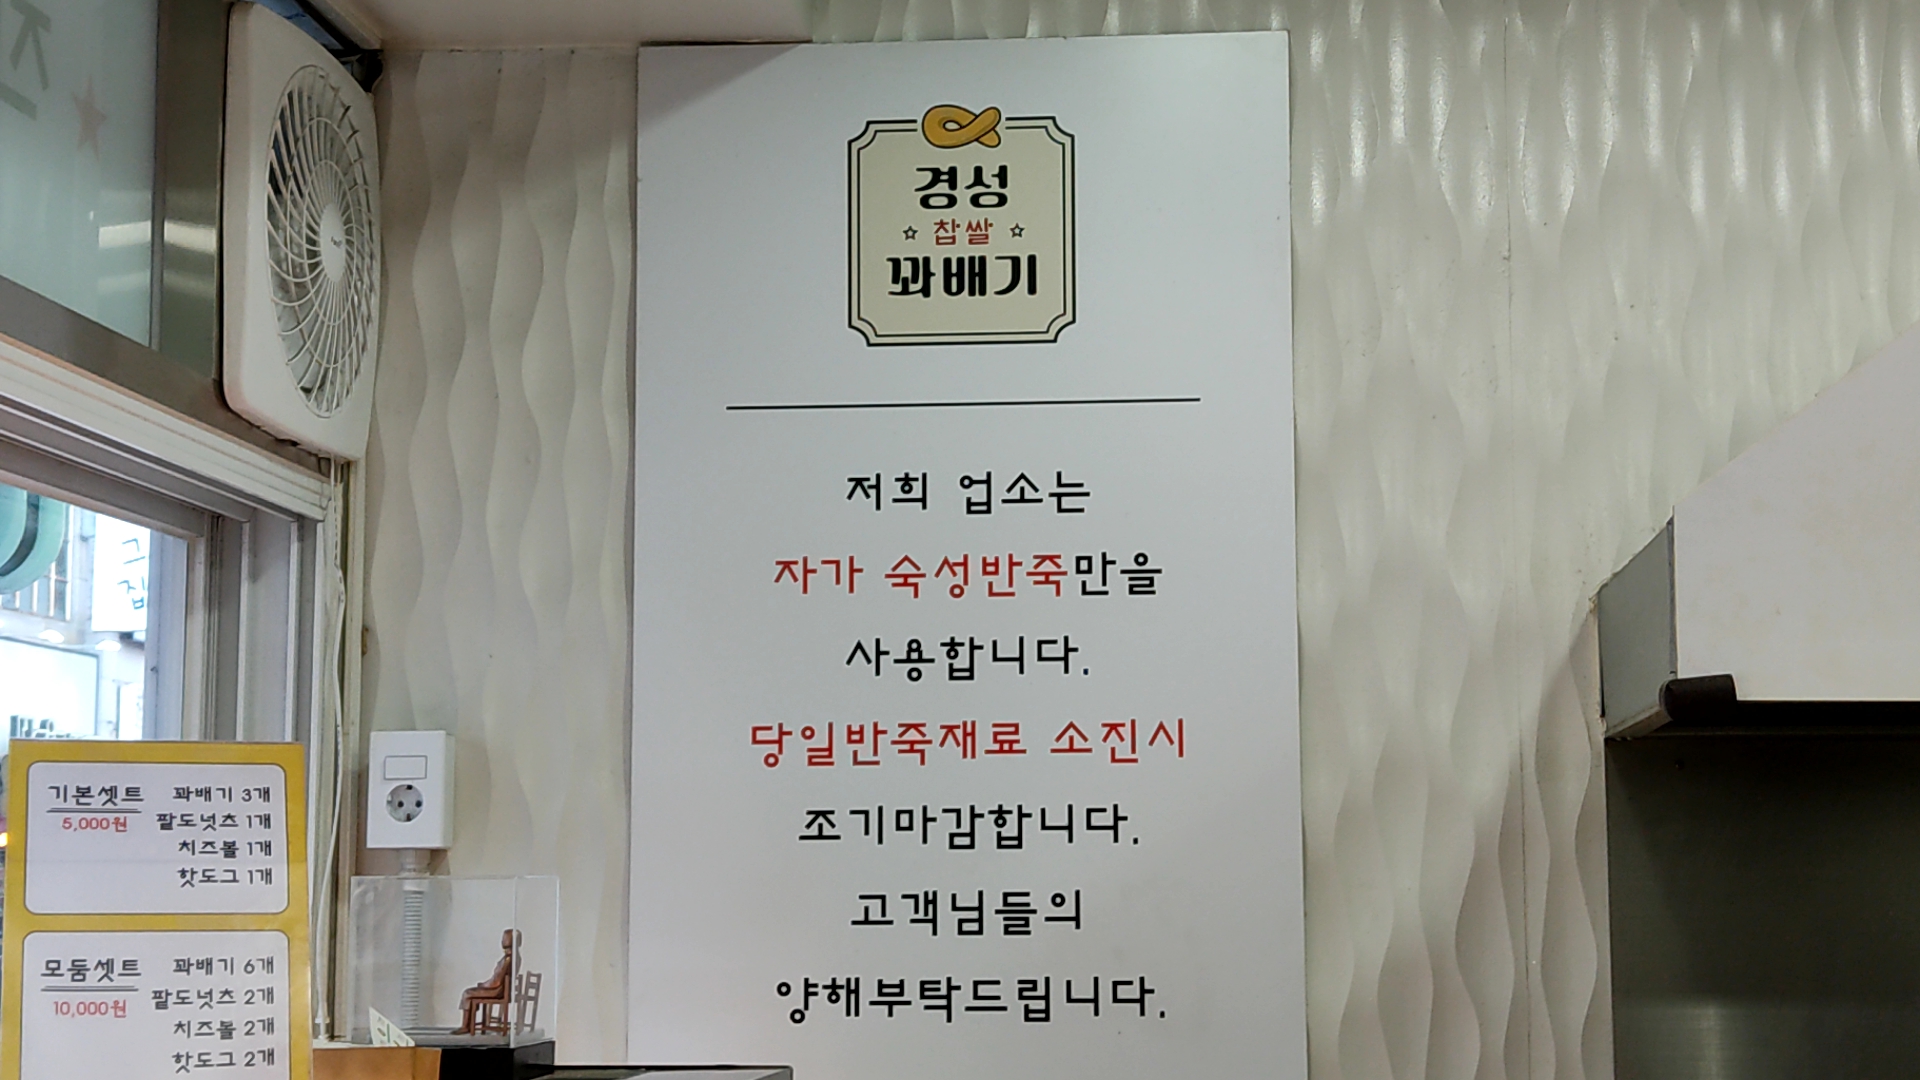 경성
찹쌀
꽈배기
저희 업소는
자가 숙성반죽만을
사용합니다.
당일반죽재료 소진시
조기마감합니다.
고객님들의
양해부탁드립니다.
기본셋트 꽈배기 3개
5,000원 팥도넛츠 1개
치즈볼 1개
핫도그 1개
모둠셋트 꽈배기 6개
10,000원 팥도넛츠 2개
치즈볼 2개
핫도그 2개